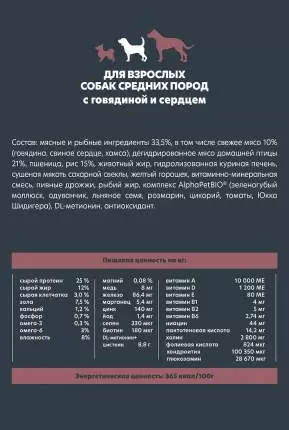 ДЛЯ ВЗРОСЛЫХ
СОБАК СРЕДНИХ ПОРОД
с говядиной и сердцем
Состав: мясные и рыбные ингредиенты 33,5%, в том числе свежее мясо 10%
(говядина, свиное сердце, хамса), дегидрированное мясо домашней птицы
21%, пшеница, рис 15%, животный жир, гидролизованная куриная печень,
сушеная мякоть сахарной свеклы, желтый горошек, витаминно-минеральная
смесь, пивные дрожжи, рыбий жир, комплекс AlphaPetBIO® (зеленогубый
моллюск, одуванчик, льняное семя, розмарин, цикорий, томаты, Юкка
Шидигера), DL-метионин, антиоксидант.
Пищевая ценность на кг:
сырой протеин 25 % магний 0,08 % витамин A 10 000 МЕ
сырой жир 12% медь 8 мг витамин D 1 200 МЕ
сырая клетчатка 3,0 % железо 86,4 мг витамин E 80 МЕ
зола 7,5 % марганец 5,4 мг витамин B1 4 мг
кальций 1,2 % цинк 140 мг витамин B2 5 мг
фосфор 0,7 % йод 1,4 мг витамин B6 2,74 мг
омега-3 0,3 % селен 230 мкг ниацин 44 мг
омега-6 3 % биотин 180 мкг пантотеновая кислота 14,2 мг
влажность 8% DL-метионин+ холин 2 800 мг
цистин 8,8 г фолиевая кислота 824 мкг
хондроитин 100 350 мкг
глюкозамин 28 670 мкг
Энергетическая ценность: 365 ккал/100г